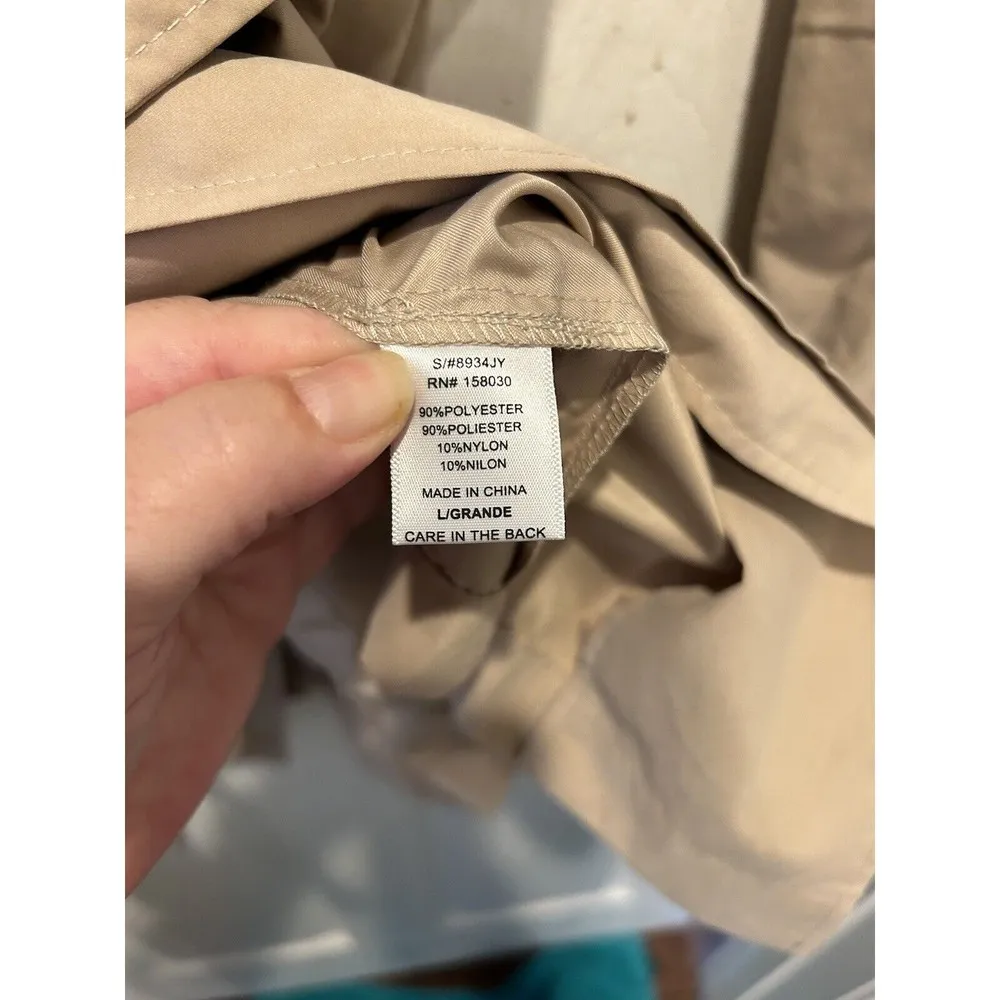 S/#8934JY
RN# 158030
90%POLYESTER
90%POLIESTER
10%NYLON
10%NILON
MADE IN CHINA
L/GRANDE
CARE IN THE BACK